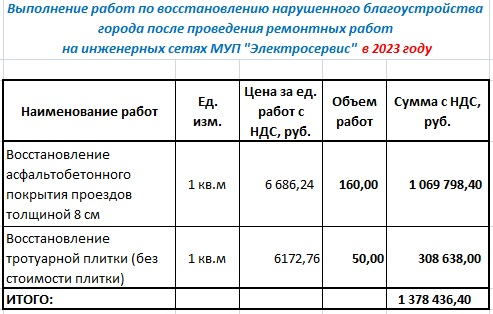 Выполнение работ по восстановлению нарушенного благоустройства
города после проведения ремонтных работ
на инженерных сетях МУП "Электросервис" в 2023 году
Наименование работ Ед. изм. Цена за ед. работ с НДС, руб. Объем работ Сумма с НДС, руб.
Восстановление
асфальтобетонного
покрытия проездов
толщиной 8 см
1 кв.м 6 686,24 160,00 1 069 798,40
Восстановление
тротуарной плитки (без
стоимости плитки)
1 кв.м 6172,76 50,00 308 638,00
ИТОГО: 1 378 436,40